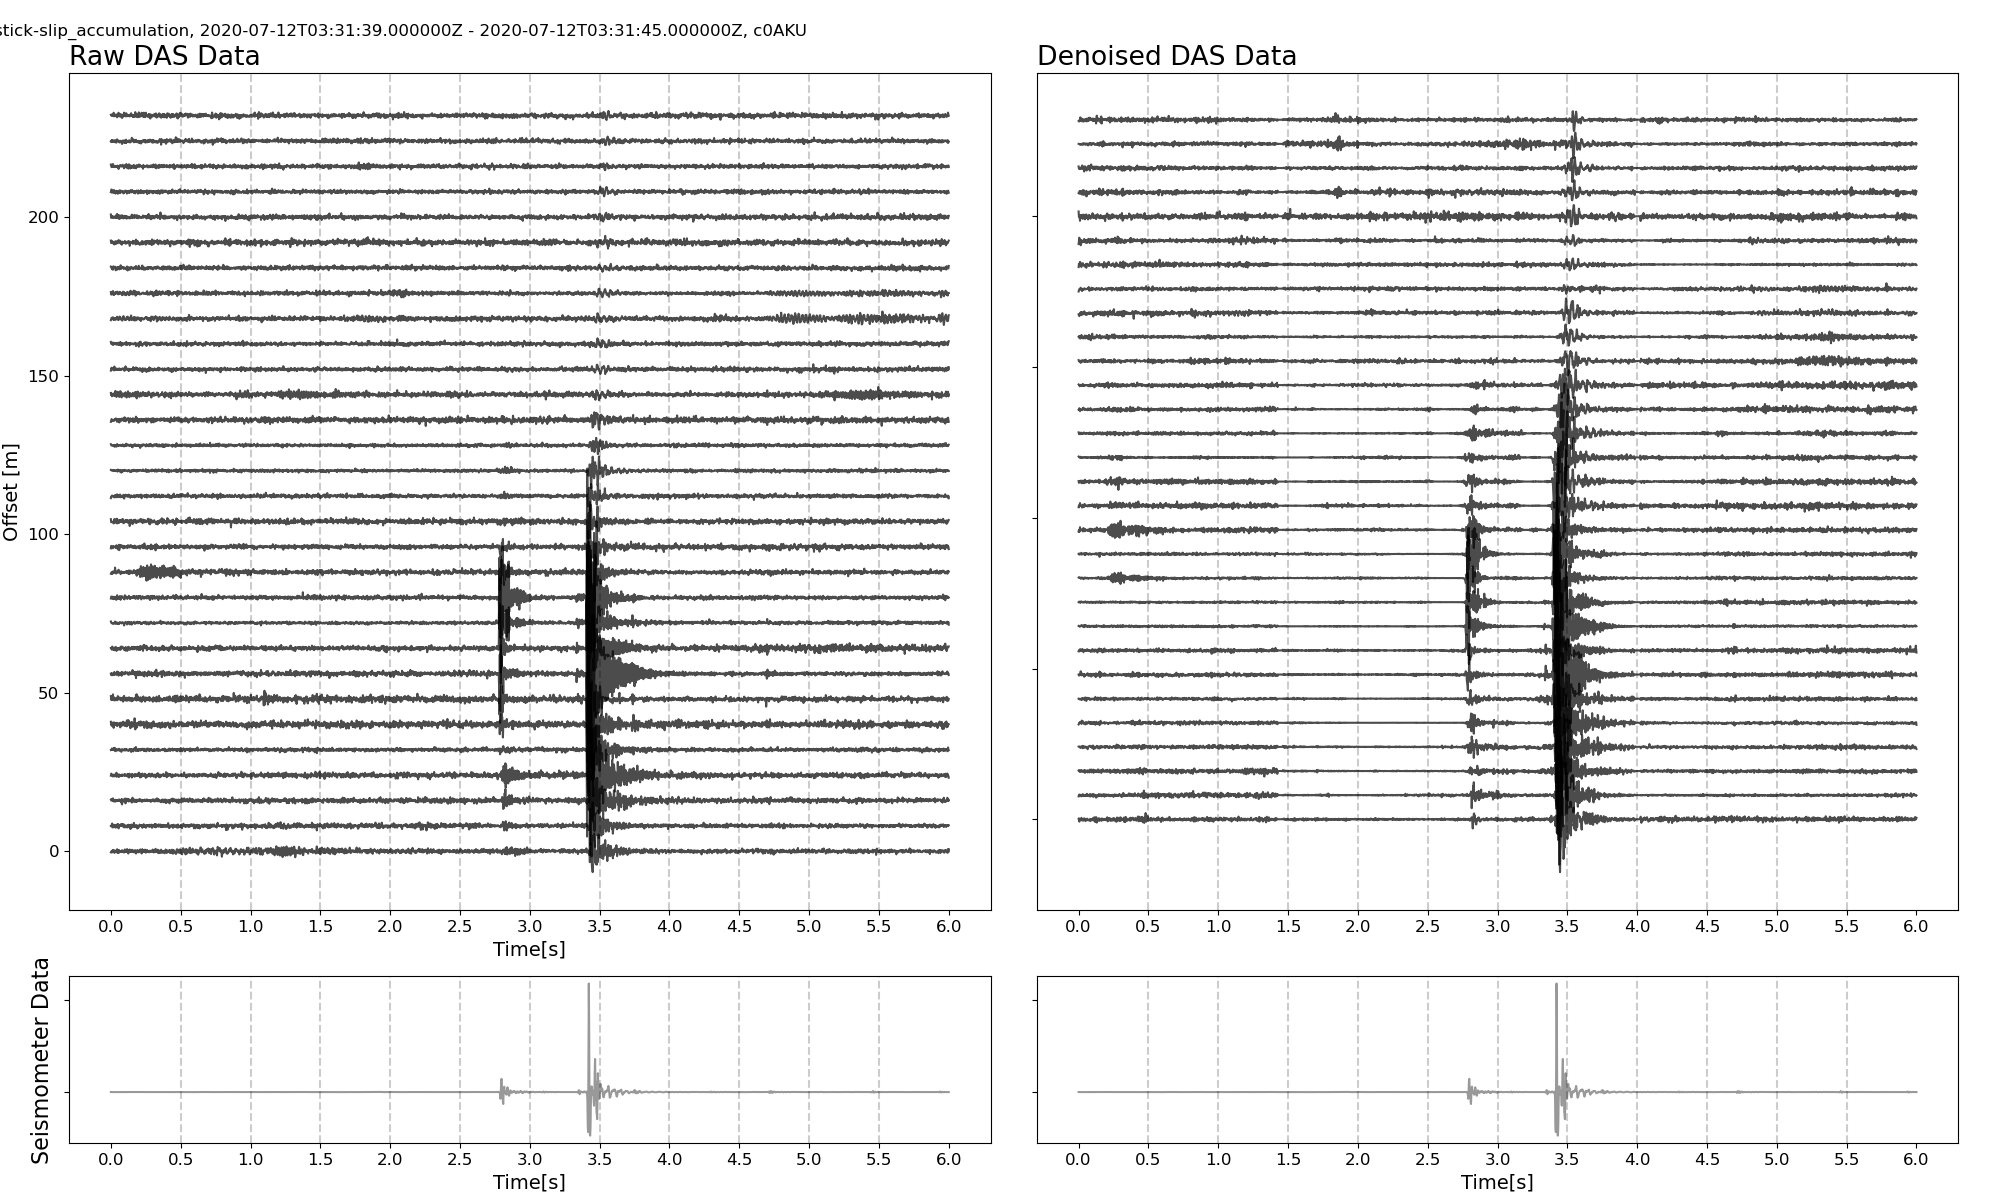 stick-slip_accumulation, 2020-07-12T03:31:39.000000Z - 2020-07-12T03:31:45.000000Z, c0AKU
Raw DAS Data
Denoised DAS Data
Offset [m]
200
150
100
50
0
0.0 0.5 1.0 1.5 2.0 2.5 3.0 3.5 4.0 4.5 5.0 5.5 6.0
Time[s]
0.0 0.5 1.0 1.5 2.0 2.5 3.0 3.5 4.0 4.5 5.0 5.5 6.0
Seismometer Data
0.0 0.5 1.0 1.5 2.0 2.5 3.0 3.5 4.0 4.5 5.0 5.5 6.0
Time[s]
0.0 0.5 1.0 1.5 2.0 2.5 3.0 3.5 4.0 4.5 5.0 5.5 6.0
Time[s]